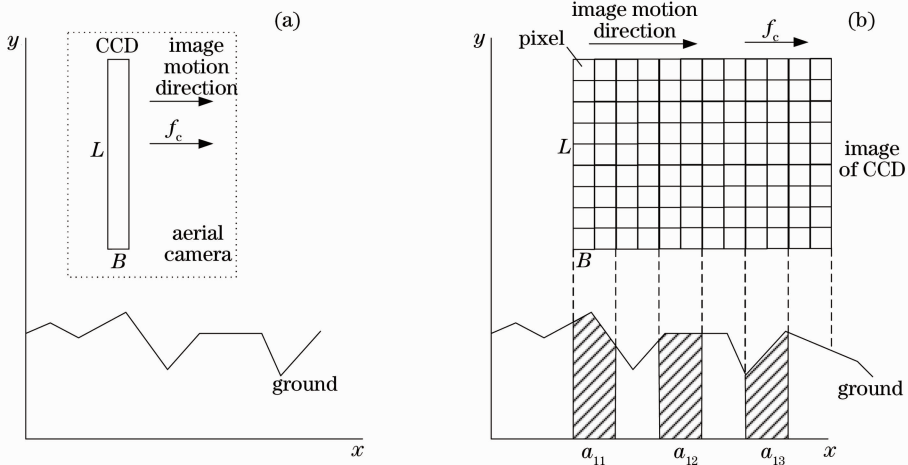 (a)
y
CCD
image
motion
direction
f_c
L
aerial
camera
B
ground
x
(b)
image motion
direction
f_c
y
pixel
L
image
of CCD
B
ground
a_11
a_12
a_13
x